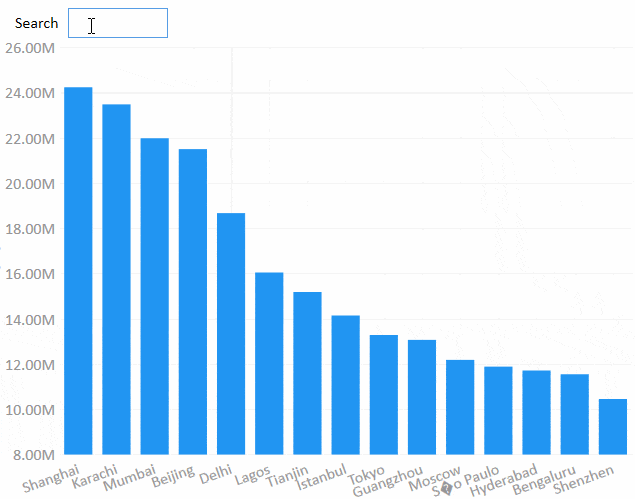 Search
26.00M
24.00M
22.00M
20.00M
18.00M
16.00M
14.00M
12.00M
10.00M
8.00M
Shanghai
Karachi
Mumbai
Beijing
Delhi
Lagos
Tianjin
Istanbul
Tokyo
Guangzhou
Moscow
S�o Paulo
Hyderabad
Bengaluru
Shenzhen